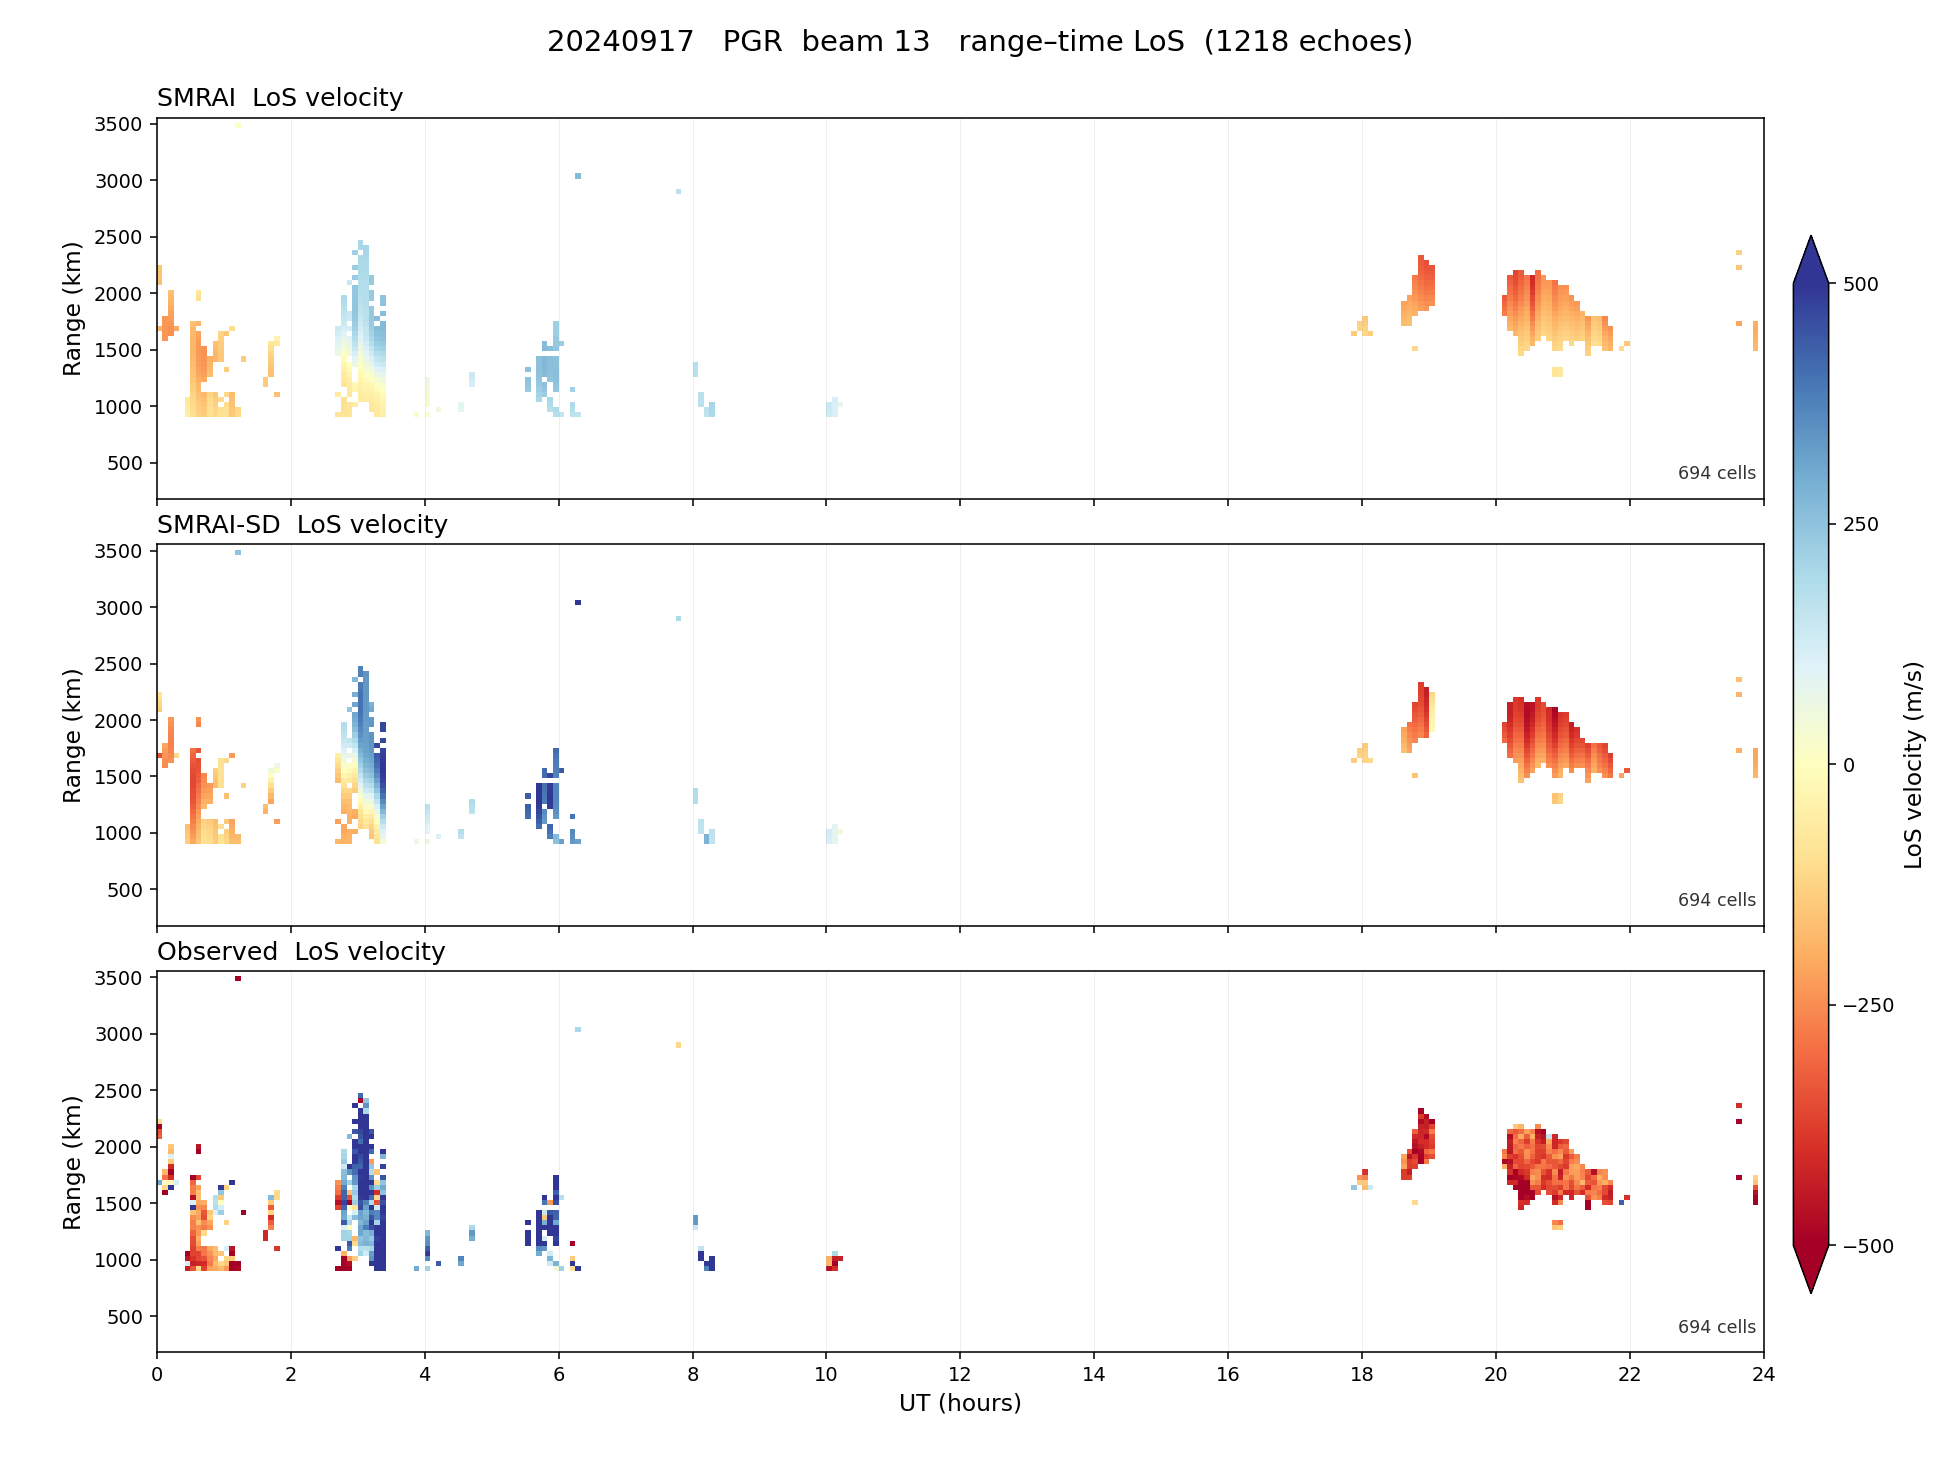 20240917   PGR  beam 13   range–time LoS  (1218 echoes)
SMRAI  LoS velocity
3500
3000
2500
2000
1500
1000
500
Range (km)
694 cells
SMRAI-SD  LoS velocity
3500
3000
2500
2000
1500
1000
500
Range (km)
694 cells
Observed  LoS velocity
3500
3000
2500
2000
1500
1000
500
Range (km)
694 cells
0 2 4 6 8 10 12 14 16 18 20 22 24
UT (hours)
500
250
0
−250
−500
LoS velocity (m/s)